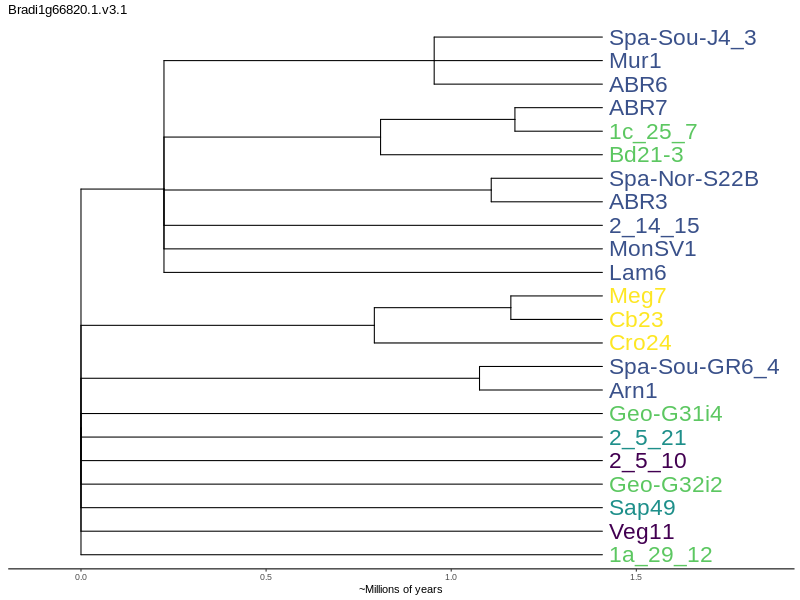 Bradi1g66820.1.v3.1
Spa-Sou-J4_3
Mur1
ABR6
ABR7
1c_25_7
Bd21-3
Spa-Nor-S22B
ABR3
2_14_15
MonSV1
Lam6
Meg7
Cb23
Cro24
Spa-Sou-GR6_4
Arn1
Geo-G31i4
2_5_21
2_5_10
Geo-G32i2
Sap49
Veg11
1a_29_12
0.0 0.5 1.0 1.5
~Millions of years